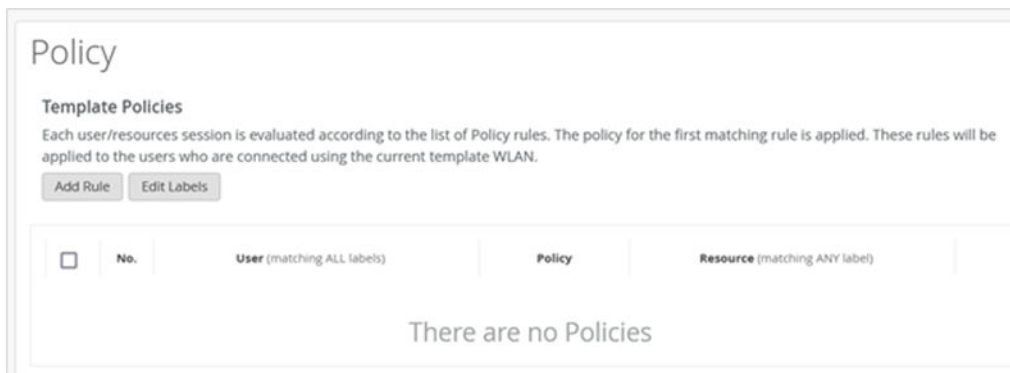 Policy
Template Policies
Each user/resources session is evaluated according to the list of Policy rules. The policy for the first matching rule is applied. These rules will be
applied to the users who are connected using the current template WLAN.
Add Rule Edit Labels
No. User (matching ALL labels) Policy Resource (matching ANY label)
There are no Policies